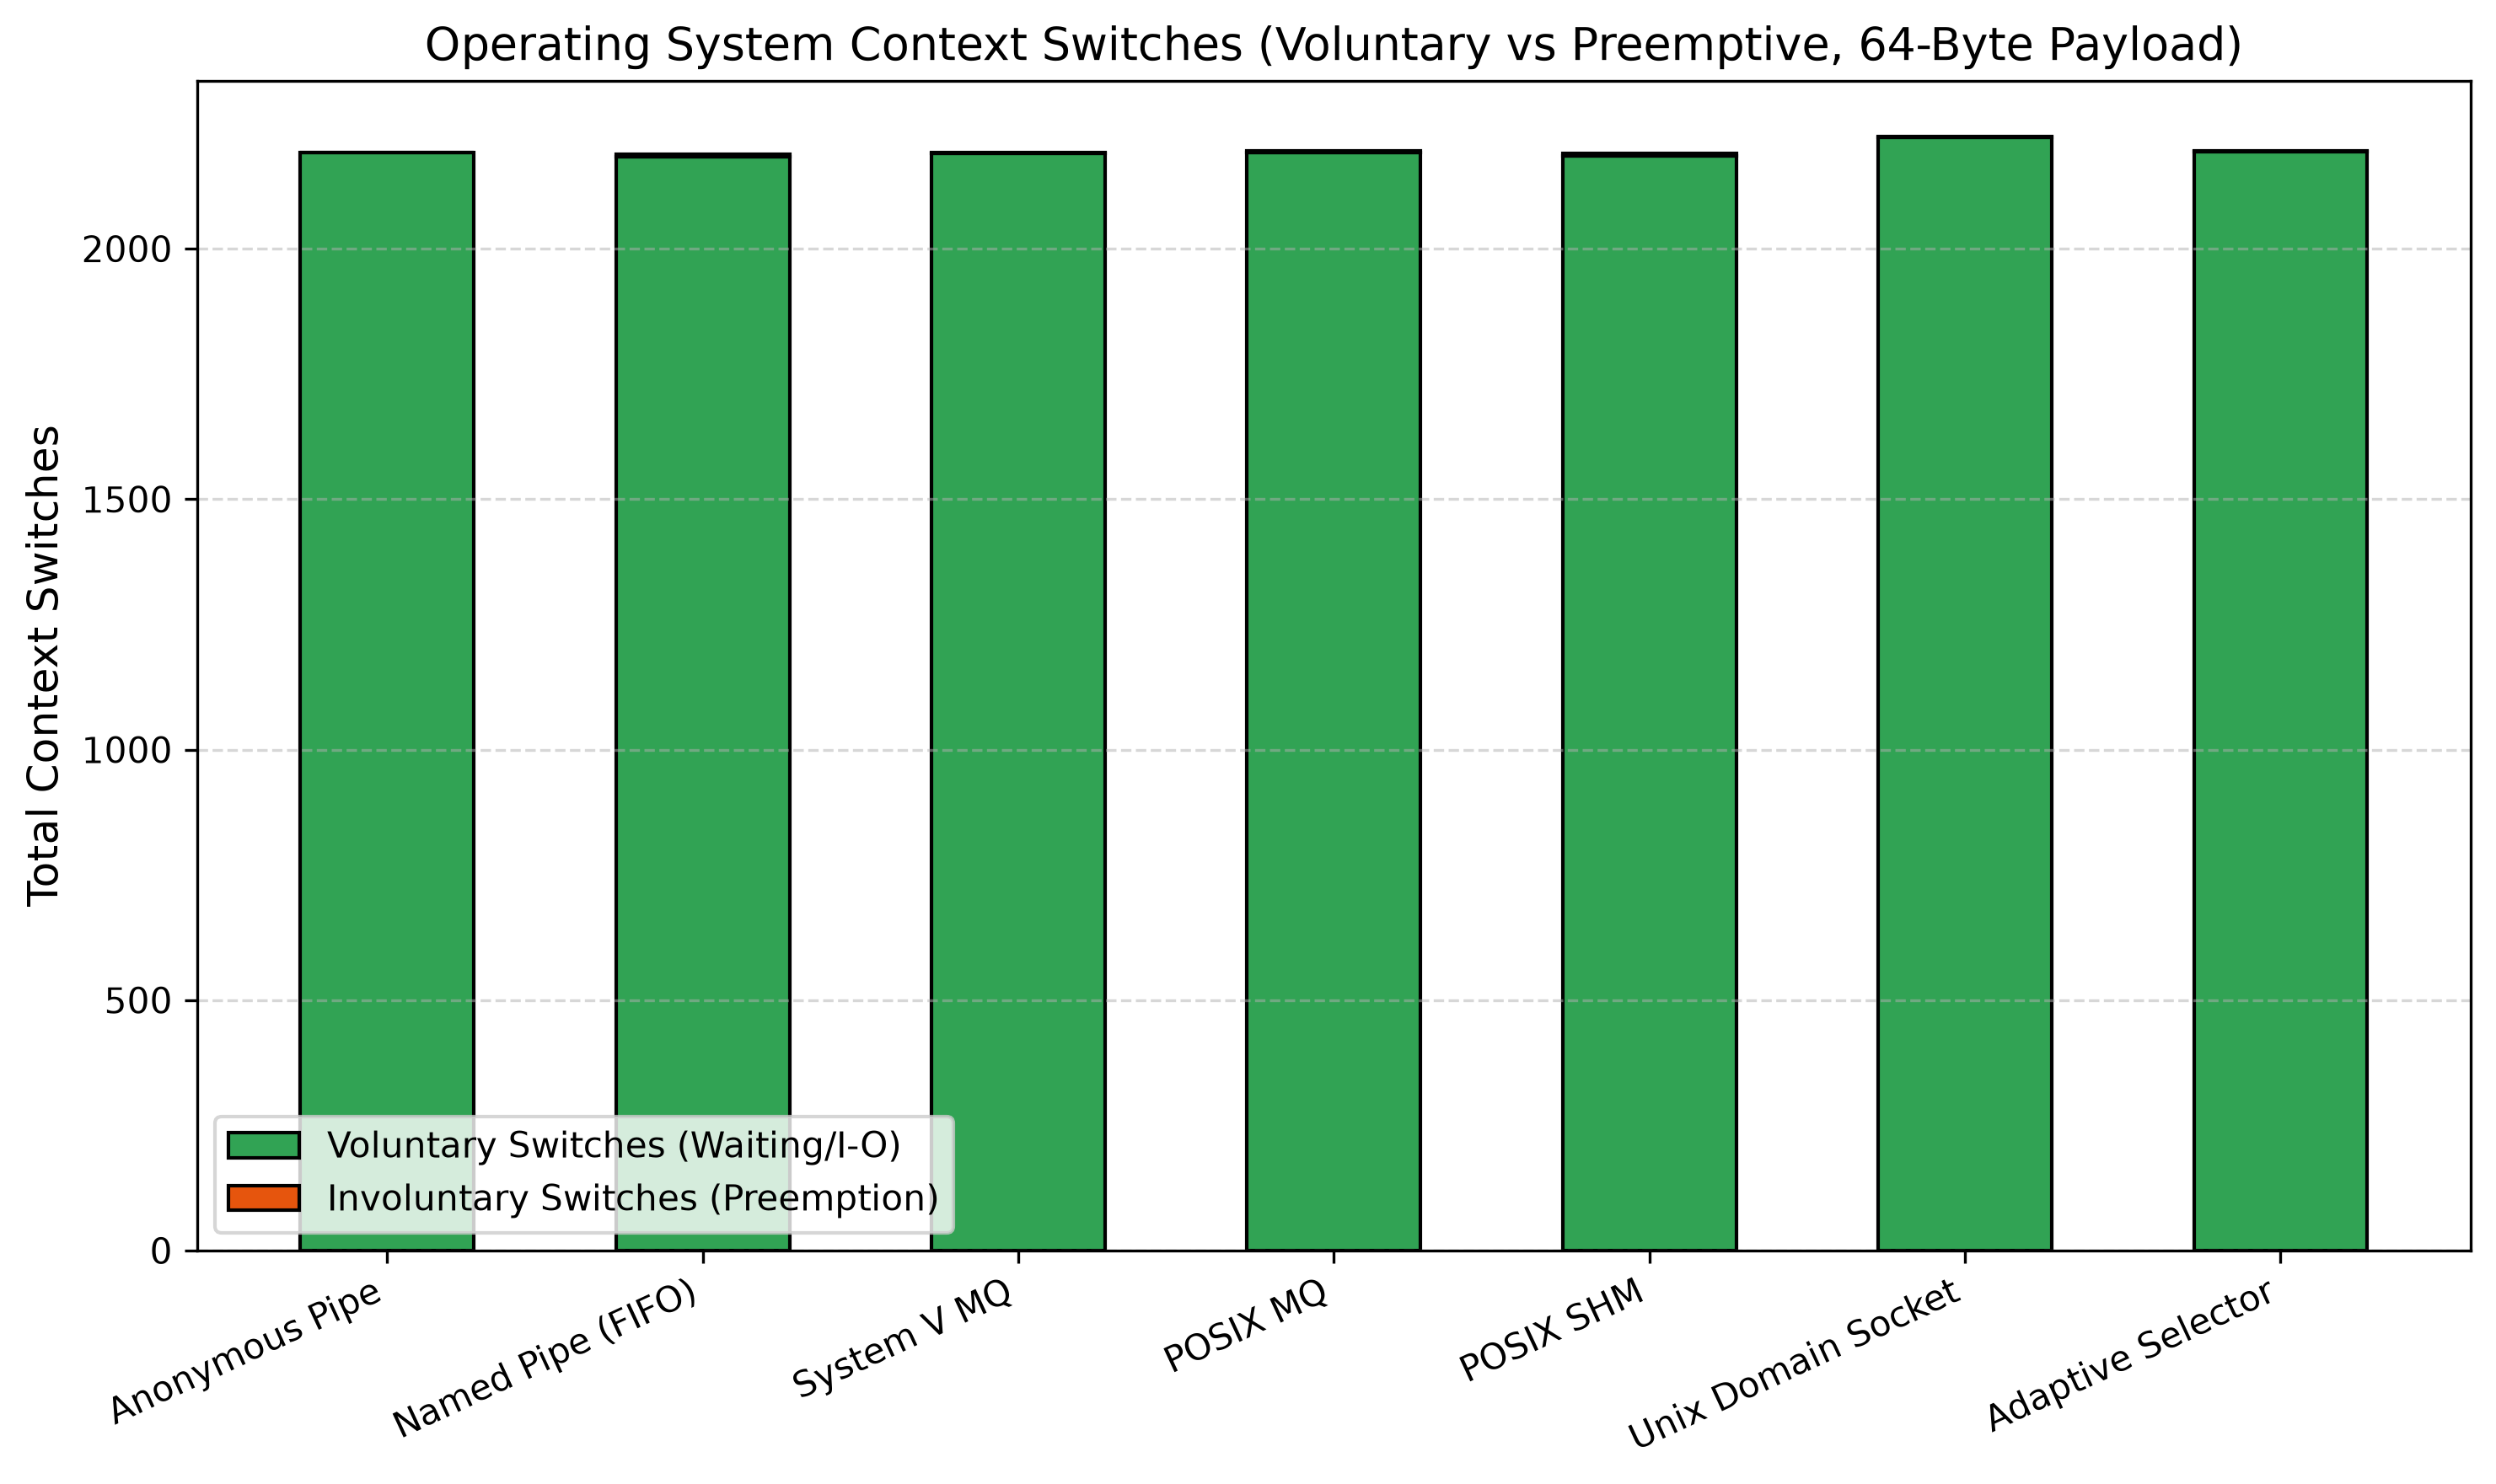 Operating System Context Switches (Voluntary vs Preemptive, 64-Byte Payload)
Total Context Switches
2000
1500
1000
500
0
Voluntary Switches (Waiting/I-O)
Involuntary Switches (Preemption)
Anonymous Pipe
Named Pipe (FIFO)
System V MQ
POSIX MQ
POSIX SHM
Unix Domain Socket
Adaptive Selector